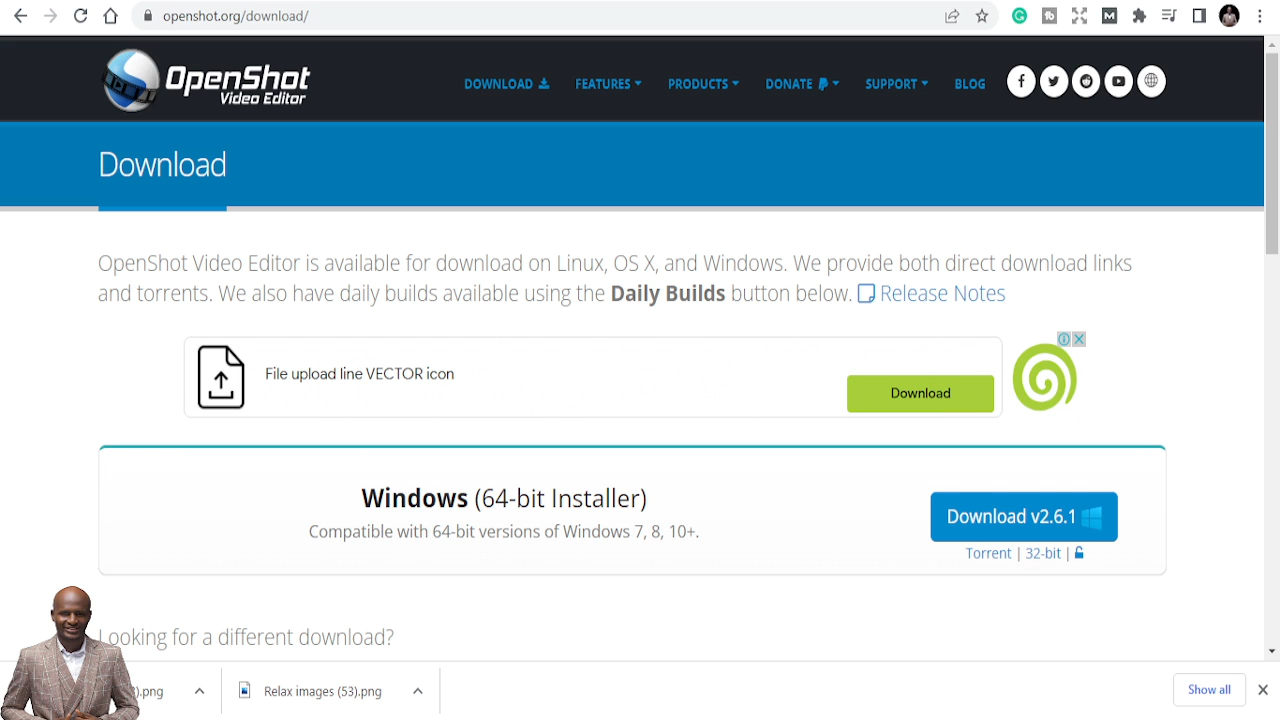 openshot.org/download/
OpenShot
Video Editor
DOWNLOAD
FEATURES
PRODUCTS
DONATE
SUPPORT
BLOG
Download
OpenShot Video Editor is available for download on Linux, OS X, and Windows. We provide both direct download links
and torrents. We also have daily builds available using the Daily Builds button below. Release Notes
File upload line VECTOR icon
Download
Windows (64-bit Installer)
Compatible with 64-bit versions of Windows 7, 8, 10+.
Download v2.6.1
Torrent | 32-bit |
Looking for a different download?
).png
Relax images (53).png
Show all